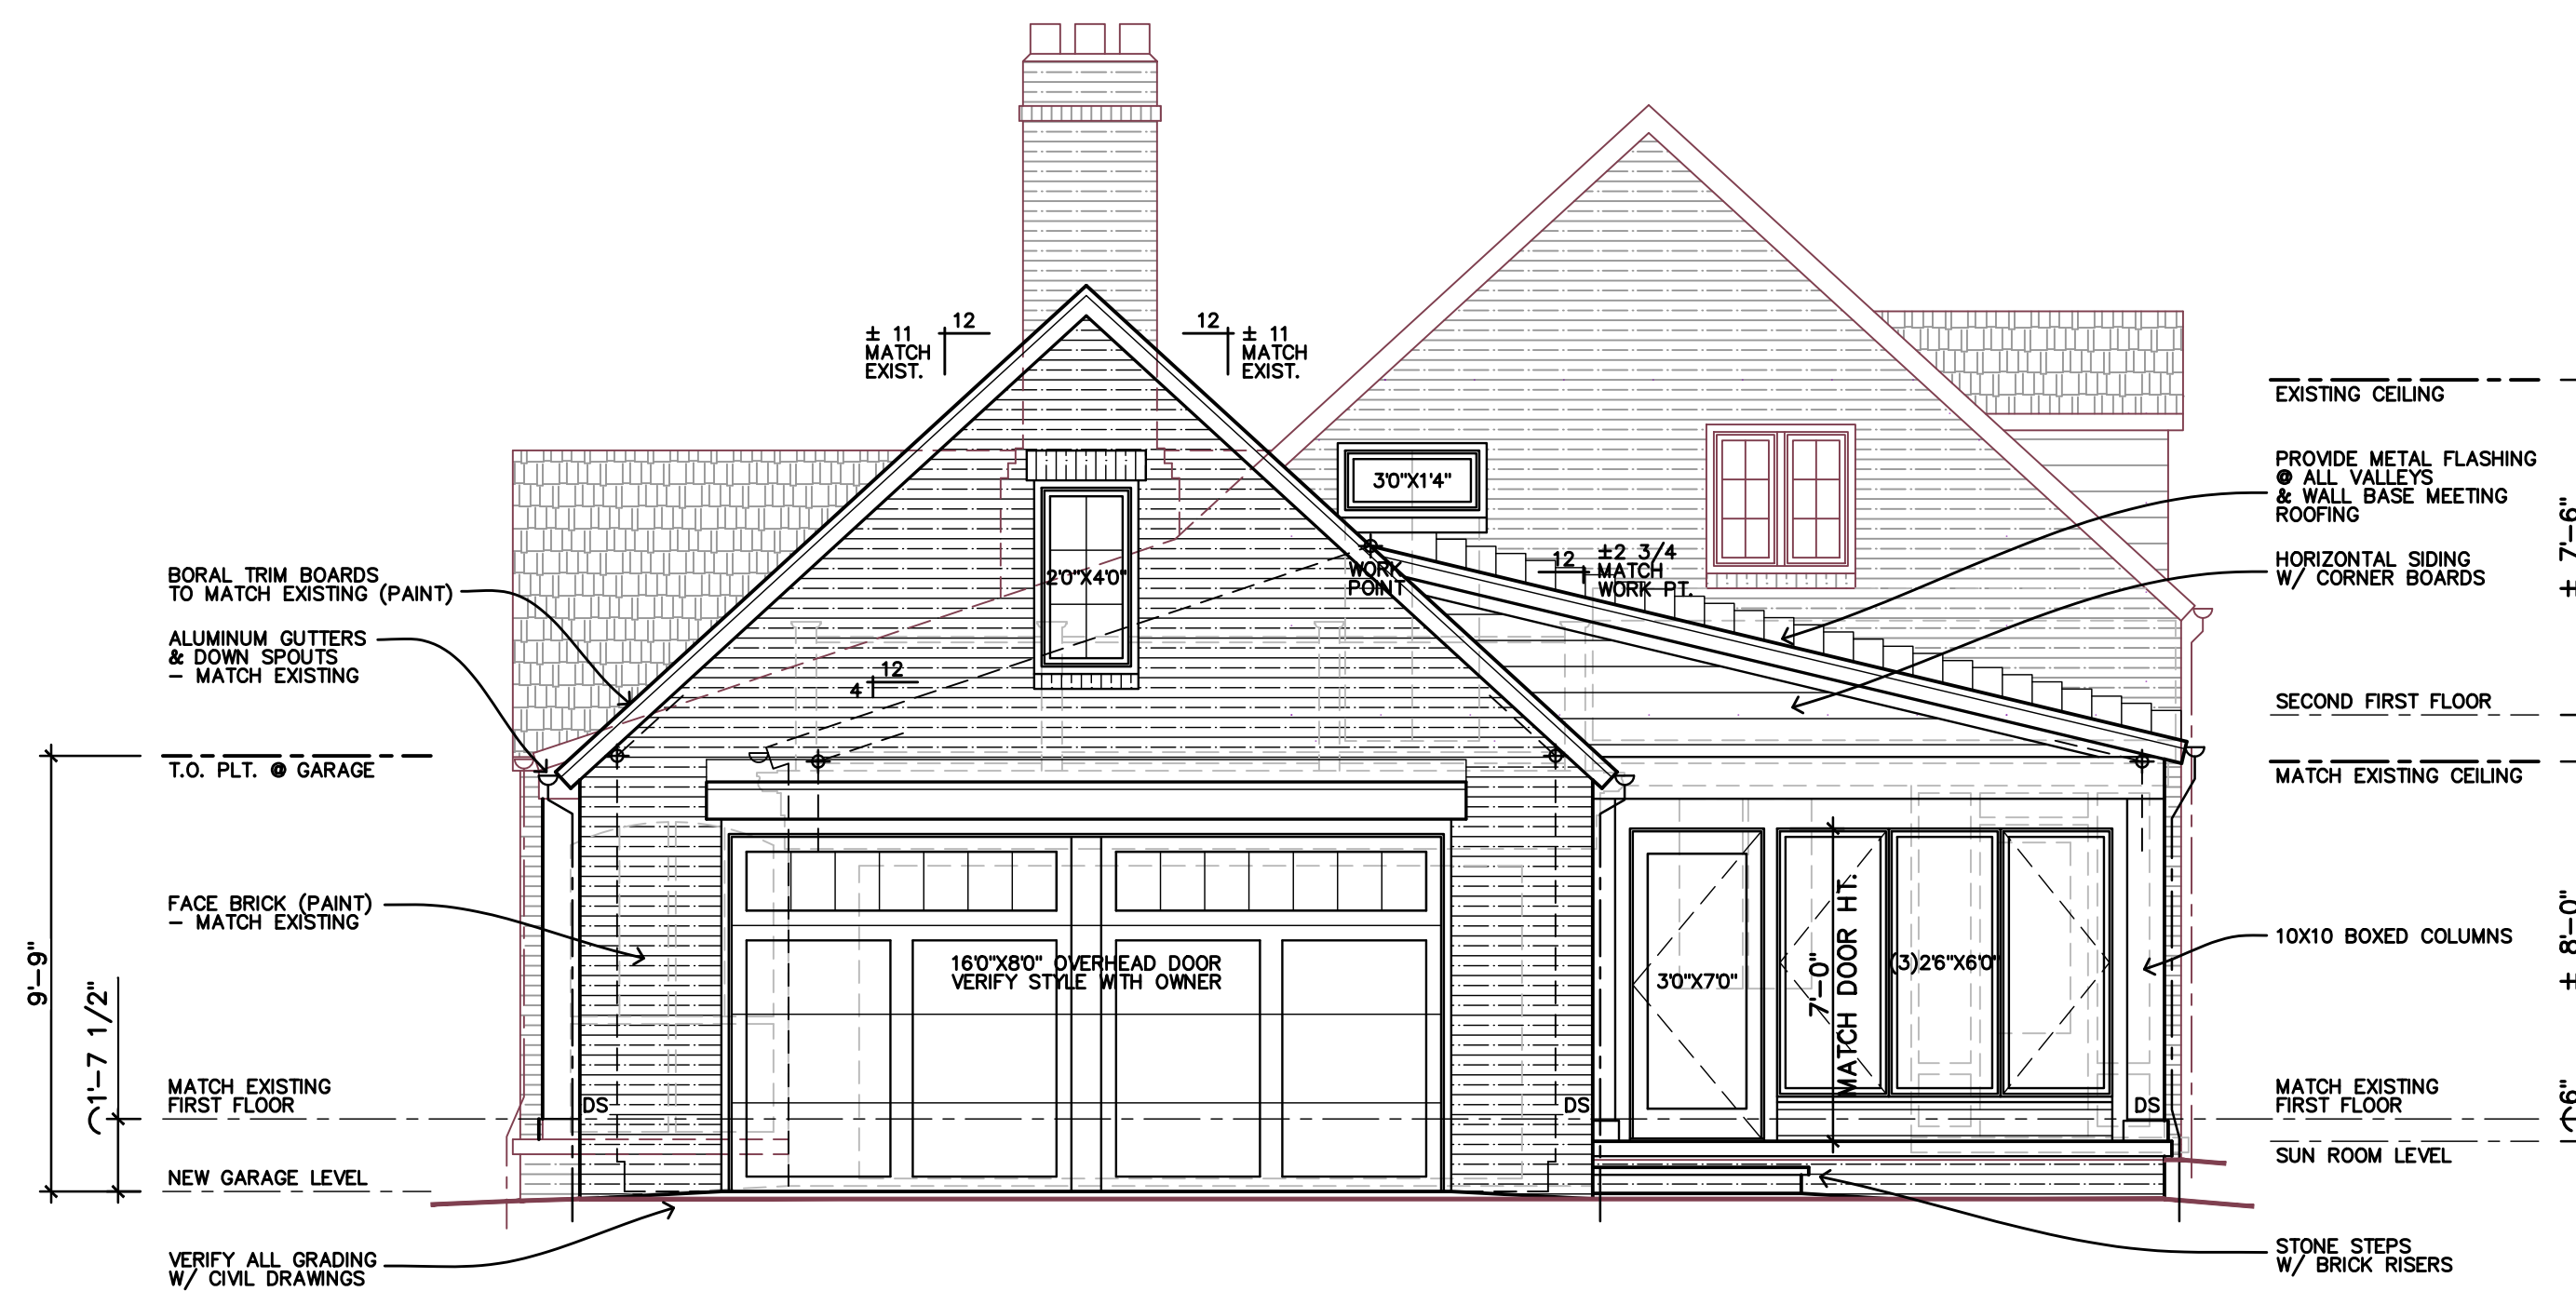 12
± 11
MATCH
EXIST.
12
± 11
MATCH
EXIST.
EXISTING CEILING
PROVIDE METAL FLASHING
@ ALL VALLEYS
& WALL BASE MEETING
ROOFING
± 7'-6"
3'0"X1'4"
2'0"X4'0"
WORK
POINT
12
±2 3/4
MATCH
WORK PT.
HORIZONTAL SIDING
W/ CORNER BOARDS
BORAL TRIM BOARDS
TO MATCH EXISTING (PAINT)
ALUMINUM GUTTERS
& DOWN SPOUTS
- MATCH EXISTING
12
4
SECOND FIRST FLOOR
T.O. PLT. @ GARAGE
MATCH EXISTING CEILING
FACE BRICK (PAINT)
- MATCH EXISTING
9'-9"
1'-7 1/2"
16'0"X8'0" OVERHEAD DOOR
VERIFY STYLE WITH OWNER
3'0"X7'0"
7'-0"
MATCH DOOR HT.
(3)2'6"X6'0"
10X10 BOXED COLUMNS
± 8'-0"
MATCH EXISTING
FIRST FLOOR
DS
DS
DS
MATCH EXISTING
FIRST FLOOR
6"
NEW GARAGE LEVEL
SUN ROOM LEVEL
VERIFY ALL GRADING
W/ CIVIL DRAWINGS
STONE STEPS
W/ BRICK RISERS